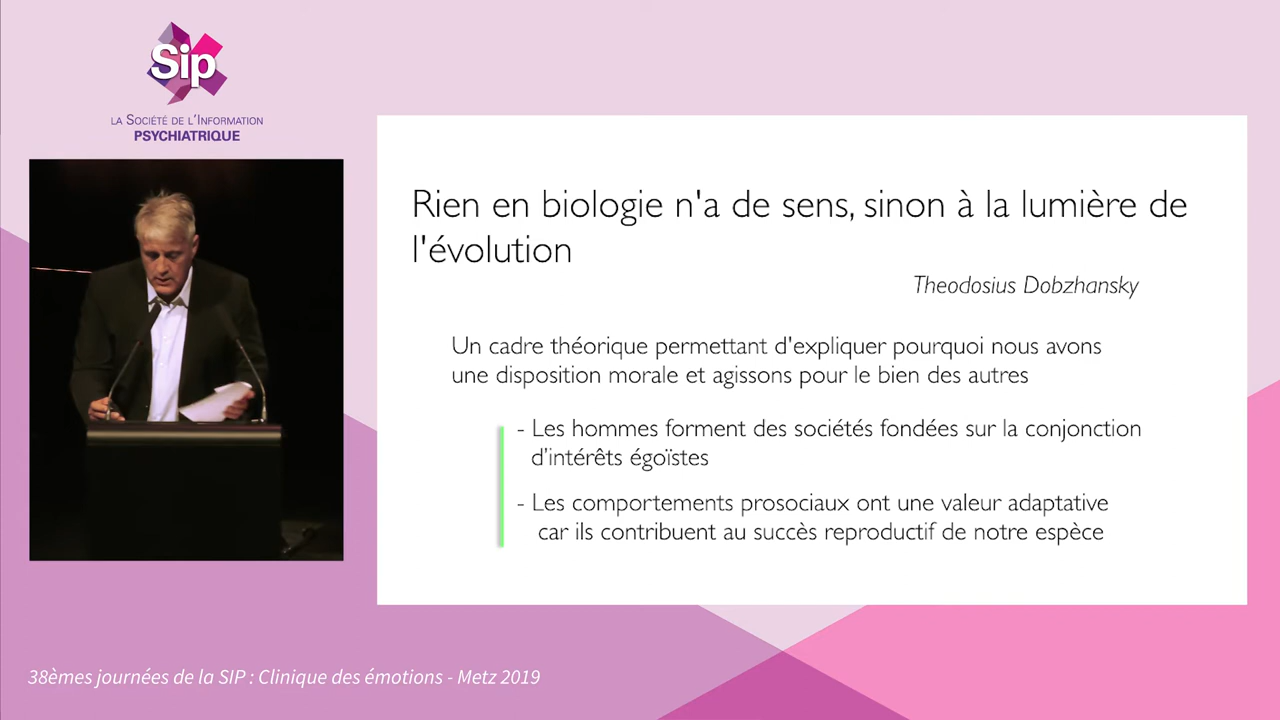 Sip
LA SOCIÉTÉ DE L'INFORMATION
PSYCHIATRIQUE
Rien en biologie n'a de sens, sinon à la lumière de
l'évolution
Theodosius Dobzhansky
Un cadre théorique permettant d'expliquer pourquoi nous avons
une disposition morale et agissons pour le bien des autres
- Les hommes forment des sociétés fondées sur la conjonction
d'intérêts égoïstes
- Les comportements prosociaux ont une valeur adaptative
car ils contribuent au succès reproductif de notre espèce
38èmes journées de la SIP : Clinique des émotions - Metz 2019